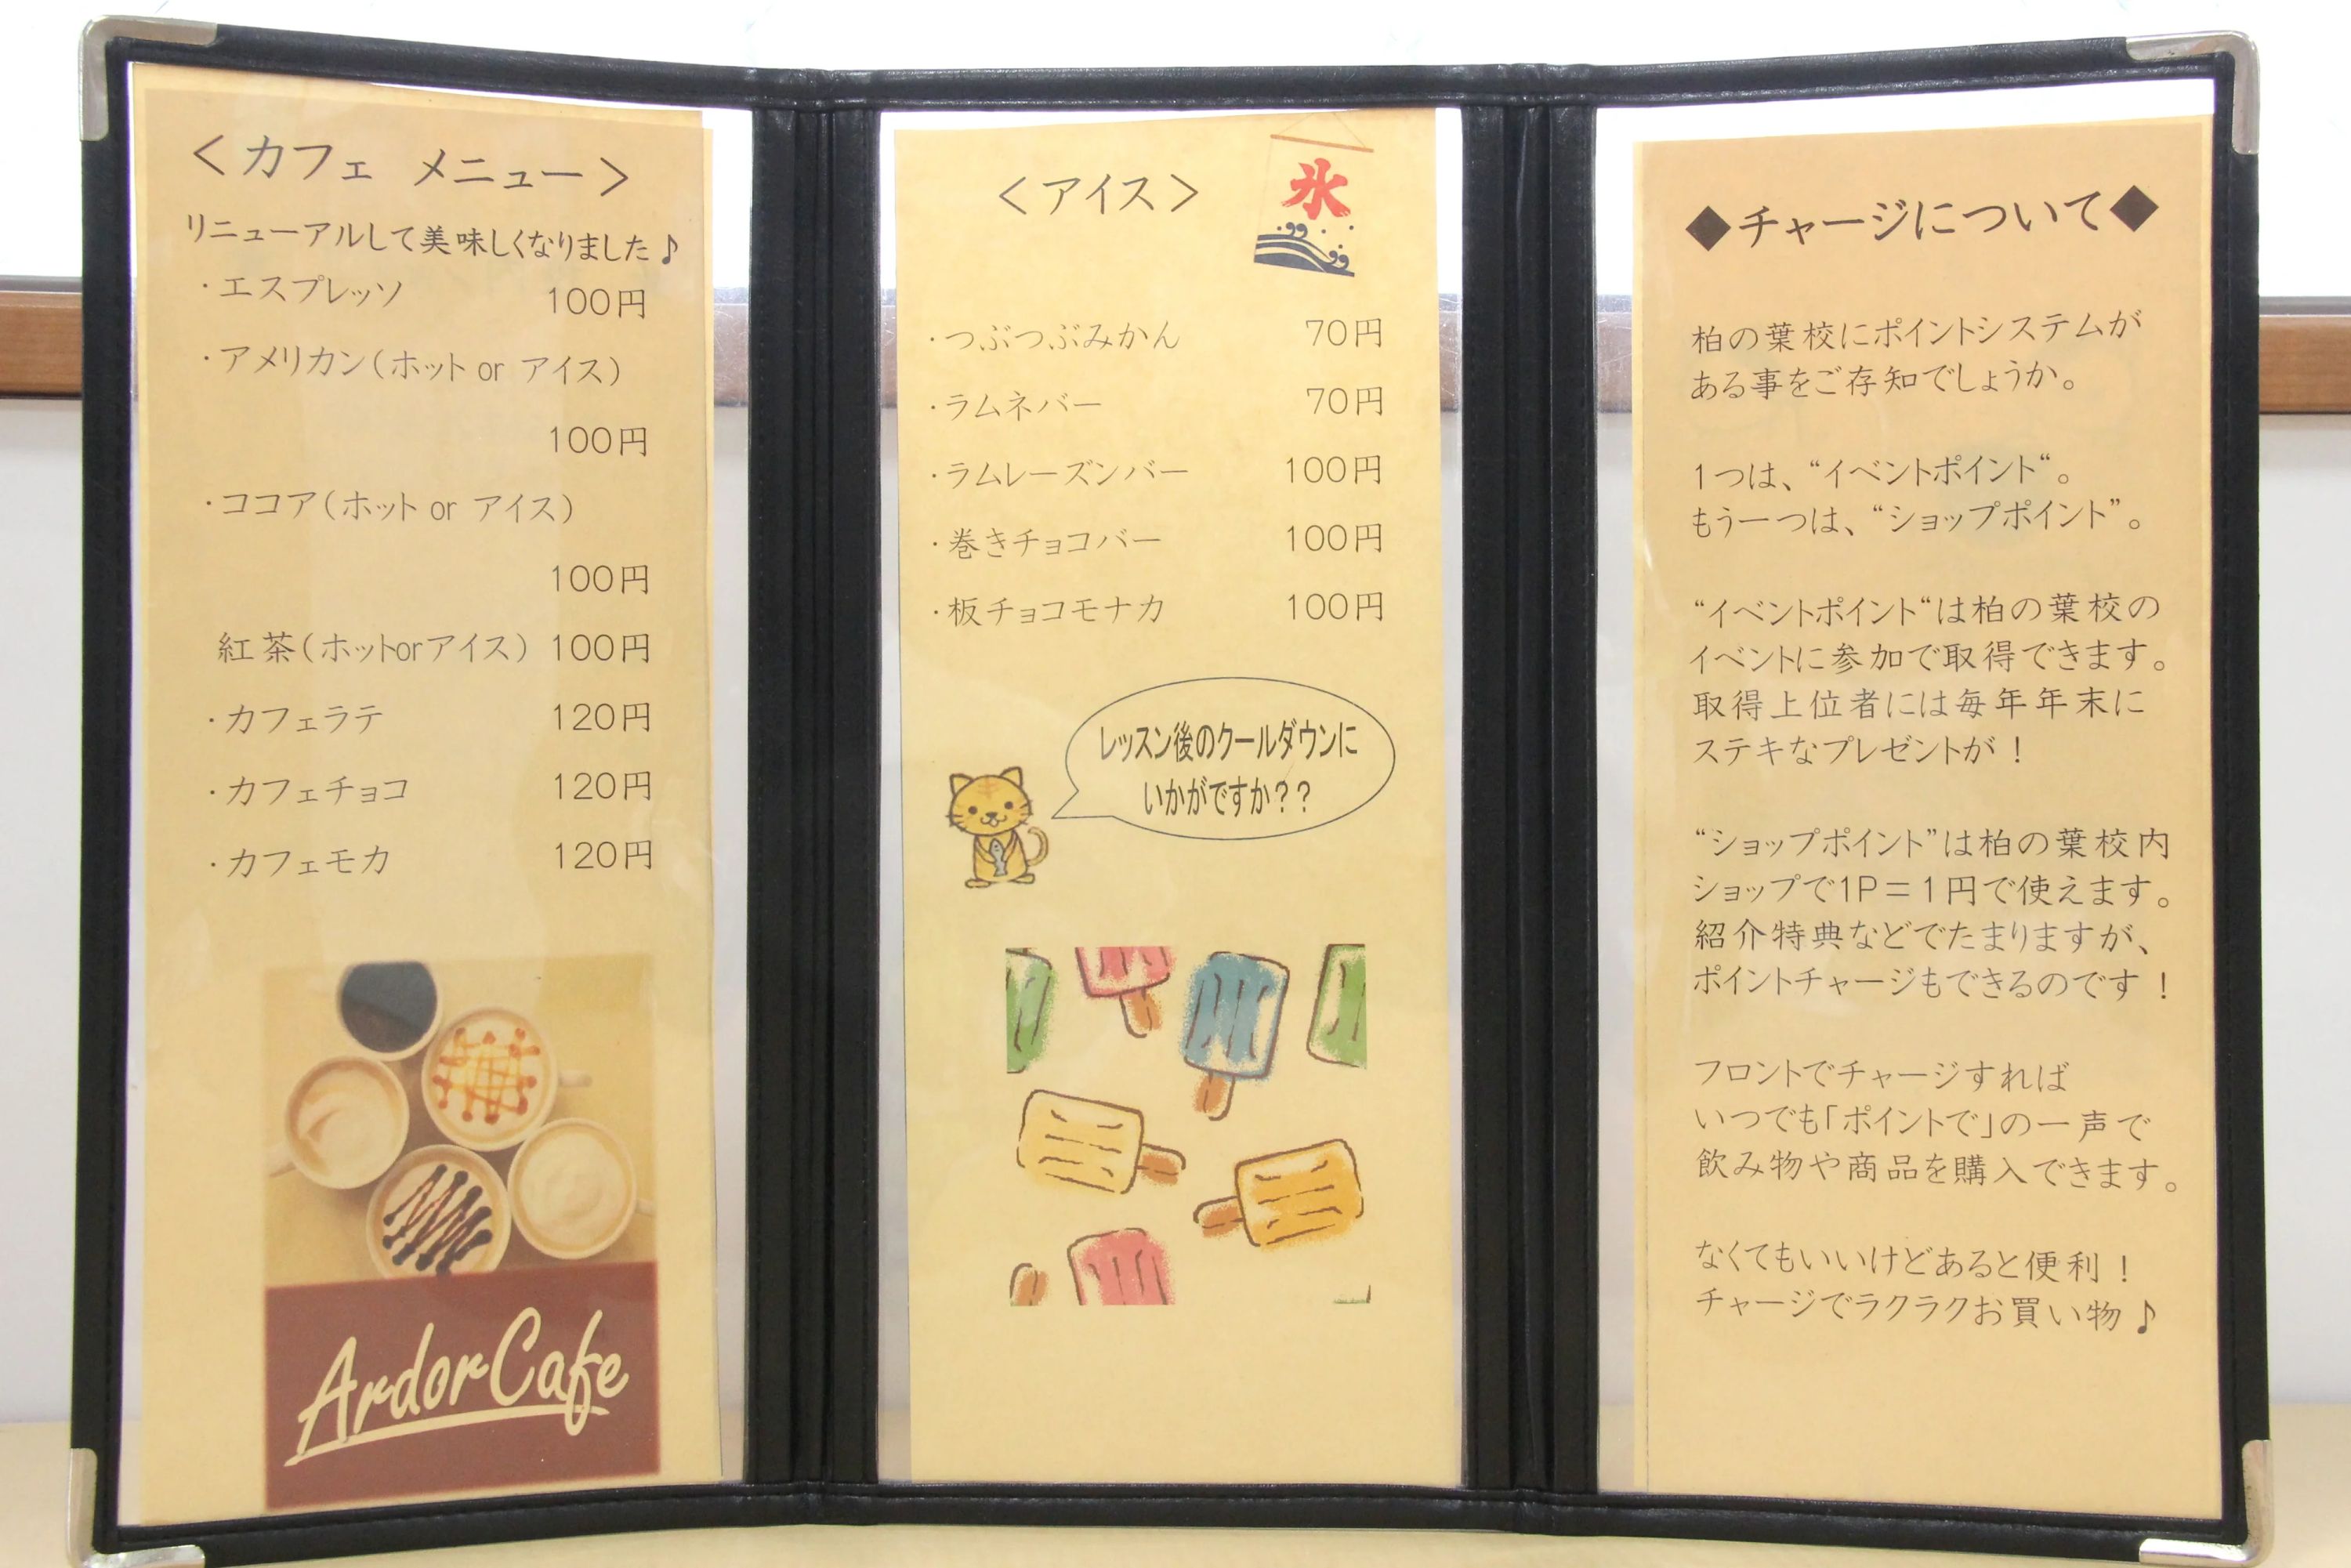 ＜カフェ メニュー＞
リニューアルして美味しくなりました♪
・エスプレッソ 100円
・アメリカン（ホット or アイス）
100円
・ココア（ホット or アイス）
100円
紅茶（ホットorアイス） 100円
・カフェラテ 120円
・カフェチョコ 120円
・カフェモカ 120円
ArdorCafe
＜アイス＞
氷
・つぶつぶみかん 70円
・ラムネバー 70円
・ラムレーズンバー 100円
・巻きチョコバー 100円
・板チョコモナカ 100円
レッスン後のクールダウンに
いかがですか？？
◆チャージについて◆
柏の葉校にポイントシステムが
ある事をご存知でしょうか。
１つは、“イベントポイント“。
もう一つは、“ショップポイント”。
“イベントポイント“は柏の葉校の
イベントに参加で取得できます。
取得上位者には毎年年末に
ステキなプレゼントが！
“ショップポイント”は柏の葉校内
ショップで1P＝１円で使えます。
紹介特典などでたまりますが、
ポイントチャージもできるのです！
フロントでチャージすれば
いつでも「ポイントで」の一声で
飲み物や商品を購入できます。
なくてもいいけどあると便利！
チャージでラクラクお買い物♪